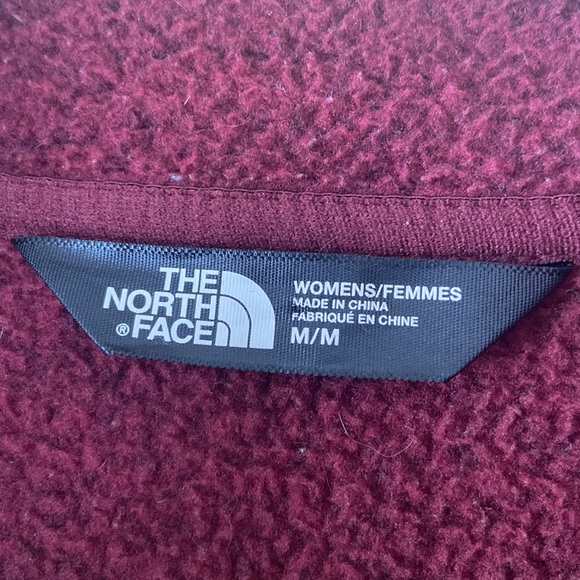 THE
NORTH
® FACE
WOMENS/FEMMES
MADE IN CHINA
FABRIQUÉ EN CHINE
M/M